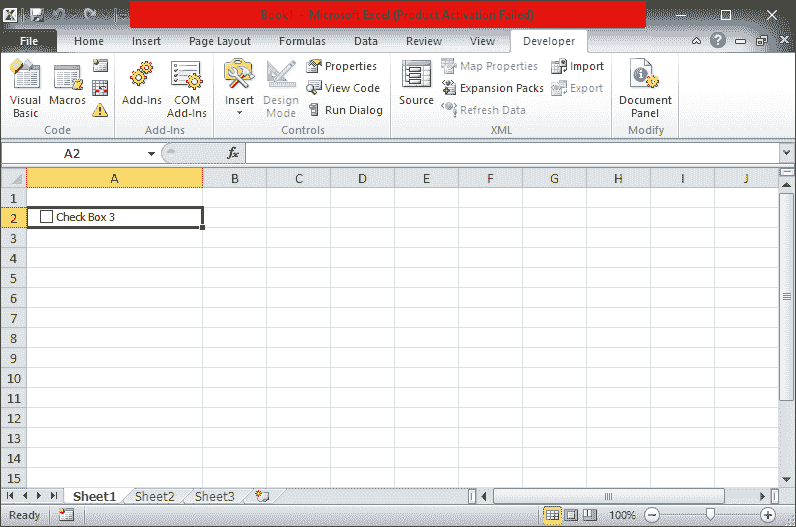 Book1 - Microsoft Excel (Product Activation Failed)
File Home Insert Page Layout Formulas Data Review View Developer
Visual Basic Macros Add-Ins COM Add-Ins Insert Design Mode Properties View Code Run Dialog Source Map Properties Expansion Packs Refresh Data Import Export Document Panel
Code Add-Ins Controls XML Modify
A2 fx
A B C D E F G H I J
1
2 Check Box 3
3
4
5
6
7
8
9
10
11
12
13
14
15
Sheet1 Sheet2 Sheet3
Ready 100%